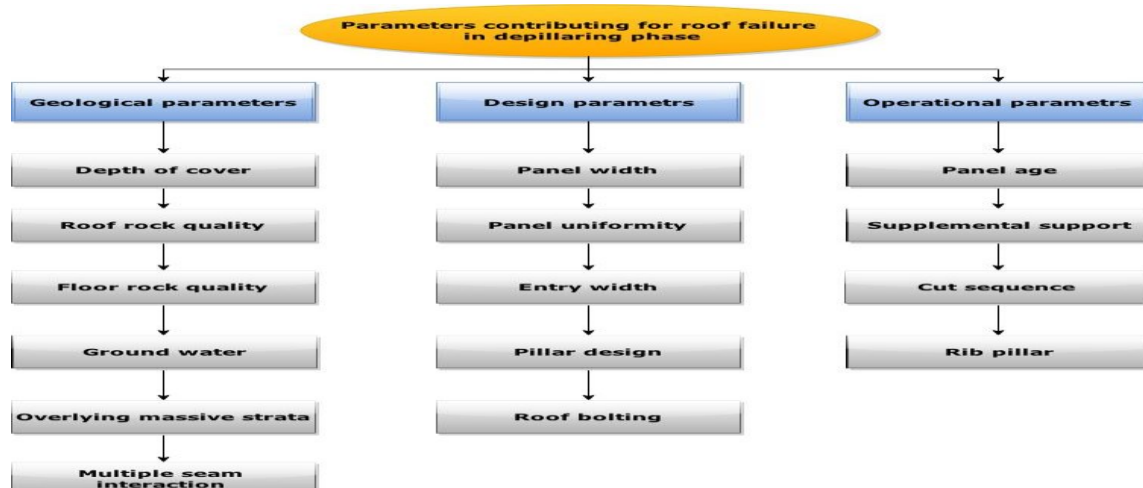 Parameters contributing for roof failure
in depillaring phase
Geological parameters
Depth of cover
Roof rock quality
Floor rock quality
Ground water
Overlying massive strata
Multiple seam
interaction
Design parametrs
Panel width
Panel uniformity
Entry width
Pillar design
Roof bolting
Operational parametrs
Panel age
Supplemental support
Cut sequence
Rib pillar